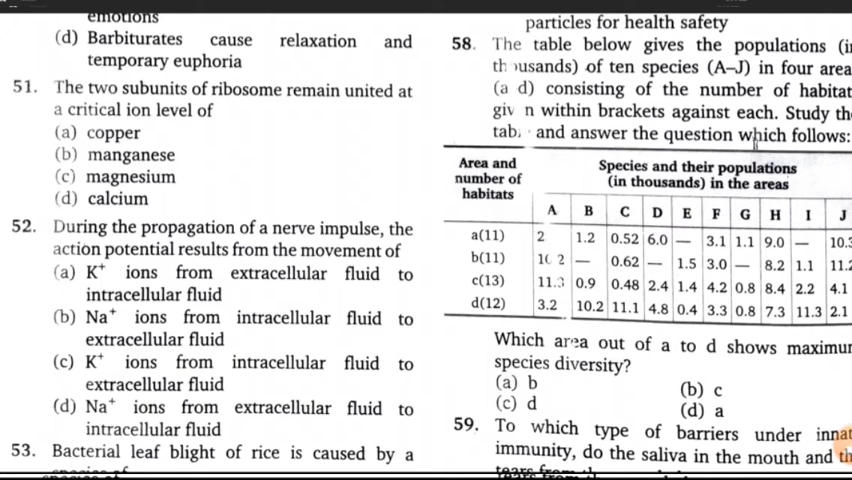 emotions
(d) Barbiturates cause relaxation and
temporary euphoria
51. The two subunits of ribosome remain united at
a critical ion level of
(a) copper
(b) manganese
(c) magnesium
(d) calcium
52. During the propagation of a nerve impulse, the
action potential results from the movement of
(a) K⁺ ions from extracellular fluid to
intracellular fluid
(b) Na⁺ ions from intracellular fluid to
extracellular fluid
(c) K⁺ ions from intracellular fluid to
extracellular fluid
(d) Na⁺ ions from extracellular fluid to
intracellular fluid
53. Bacterial leaf blight of rice is caused by a
species of
particles for health safety
58. The table below gives the populations
of ten species (A–J) in four
consisting of the number of
within brackets against each. Study
and answer the question which follows:
Area and
number of
habitats
Species and their populations
(in thousands) in the areas
A B C D E F G H I J
a(11) 2 1.2 0.52 6.0 — 3.1 1.1 9.0 —
b(11) — 0.62 — 1.5 3.0 — 8.2 1.1
c(13) 0.9 0.48 2.4 1.4 4.2 0.8 8.4 2.2 4.1
d(12) 3.2 10.2 11.1 4.8 0.4 3.3 0.8 7.3 11.3 2.1
Which area out of a to d shows
species diversity?
(a) b (b) c
(c) d (d) a
59. To which type of barriers under
immunity, do the saliva in the mouth and
tears from